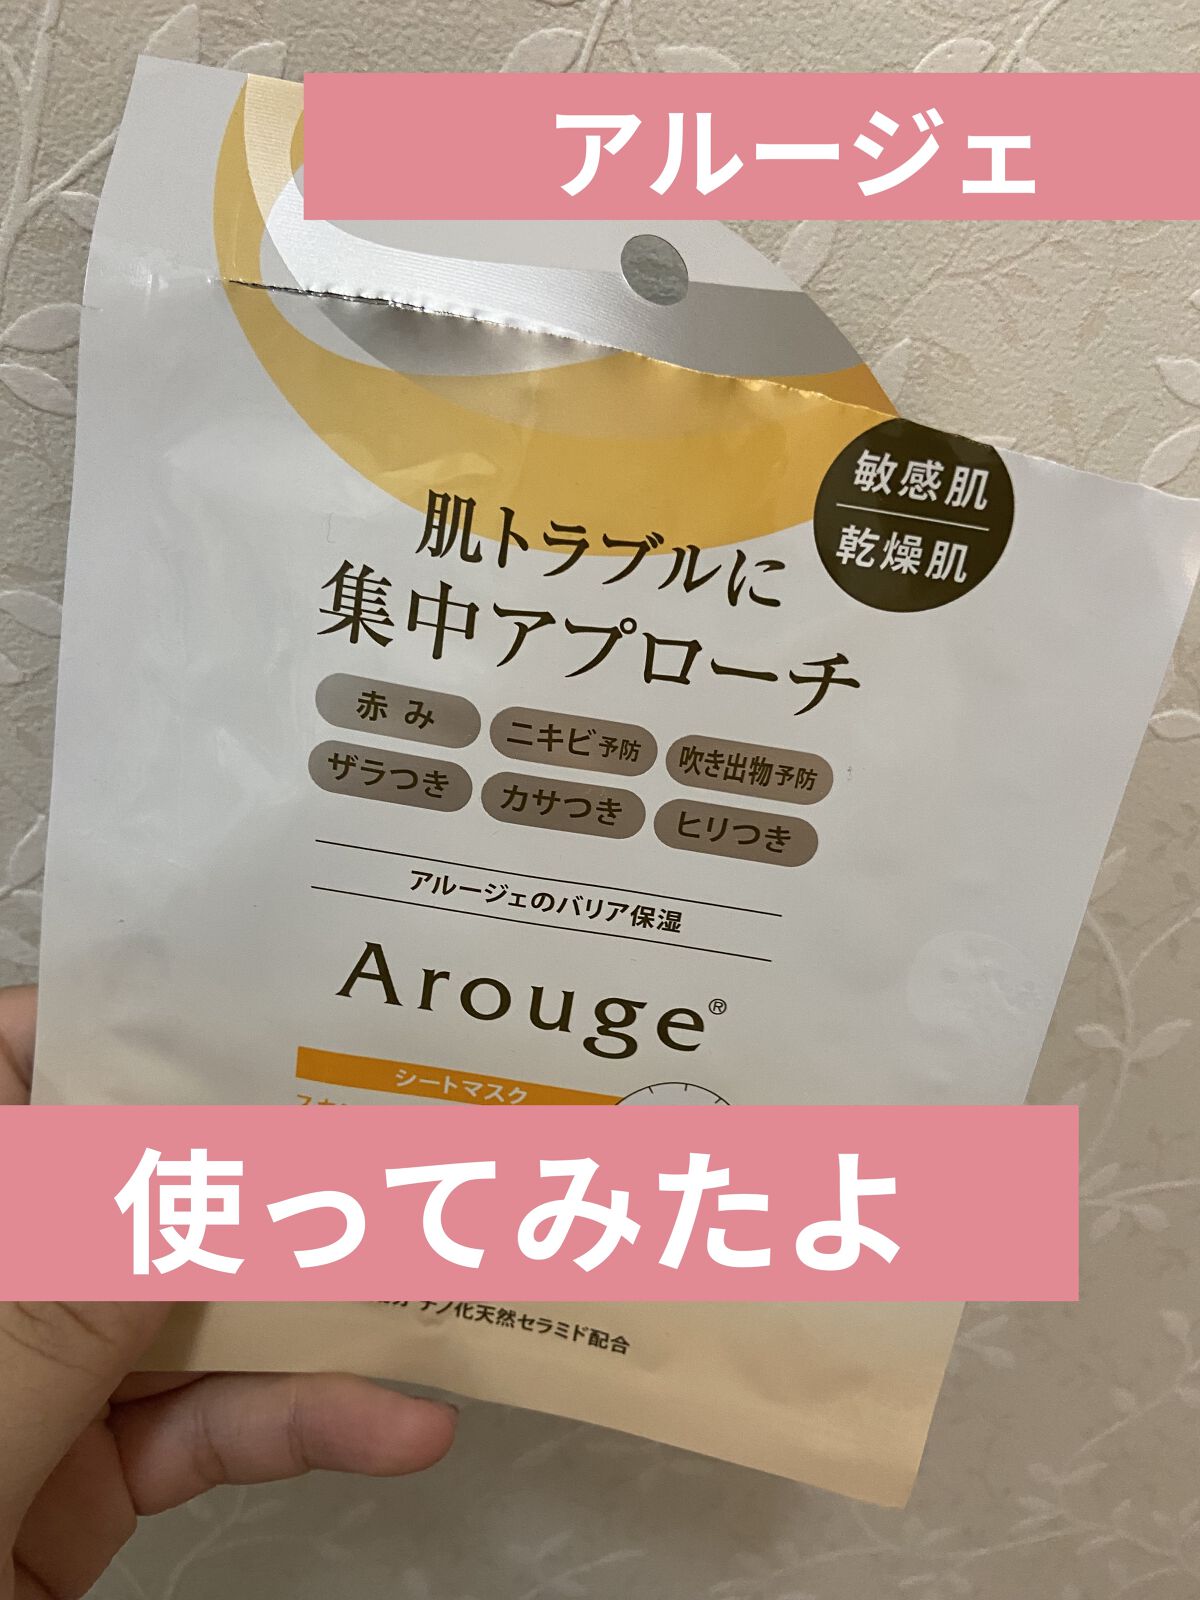 アルージェ
敏感肌
乾燥肌
肌トラブルに
集中アプローチ
赤み
ニキビ予防
吹き出物予防
ザラつき
カサつき
ヒリつき
アルージェのバリア保湿
Arouge®
シートマスク
使ってみたよ
ナノ化天然セラミド配合